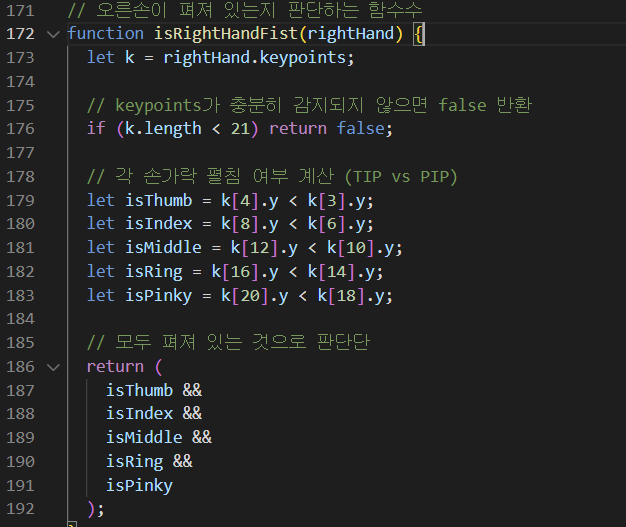 171 // 오른손이 펴져 있는지 판단하는 함수수
172 function isRightHandFist(rightHand) {
173 let k = rightHand.keypoints;
174
175 // keypoints가 충분히 감지되지 않으면 false 반환
176 if (k.length < 21) return false;
177
178 // 각 손가락 펼침 여부 계산 (TIP vs PIP)
179 let isThumb = k[4].y < k[3].y;
180 let isIndex = k[8].y < k[6].y;
181 let isMiddle = k[12].y < k[10].y;
182 let isRing = k[16].y < k[14].y;
183 let isPinky = k[20].y < k[18].y;
184
185 // 모두 펴져 있는 것으로 판단단
186 return (
187 isThumb &&
188 isIndex &&
189 isMiddle &&
190 isRing &&
191 isPinky
192 );